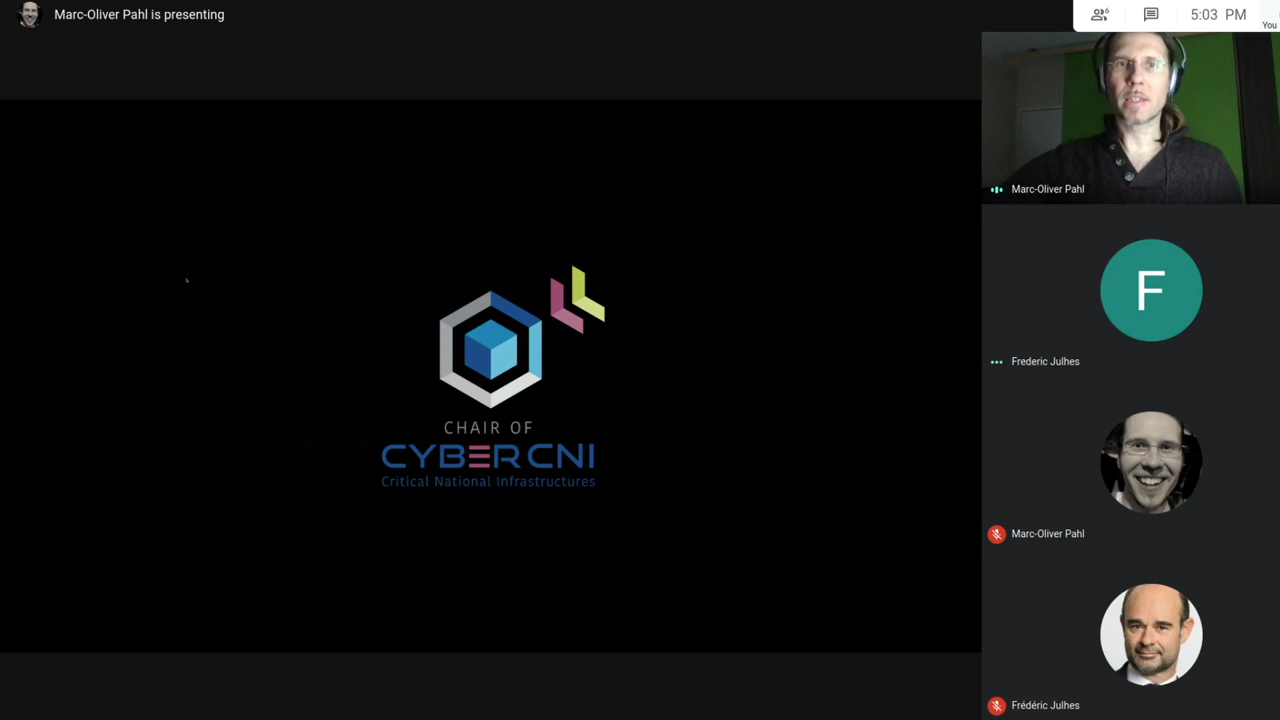 Marc-Oliver Pahl is presenting
6
5:03 PM
You
Marc-Oliver Pahl
F
Frederic Julhes
CHAIR OF
CYBERCNI
Critical National Infrastructures
Marc-Oliver Pahl
Frédéric Julhes